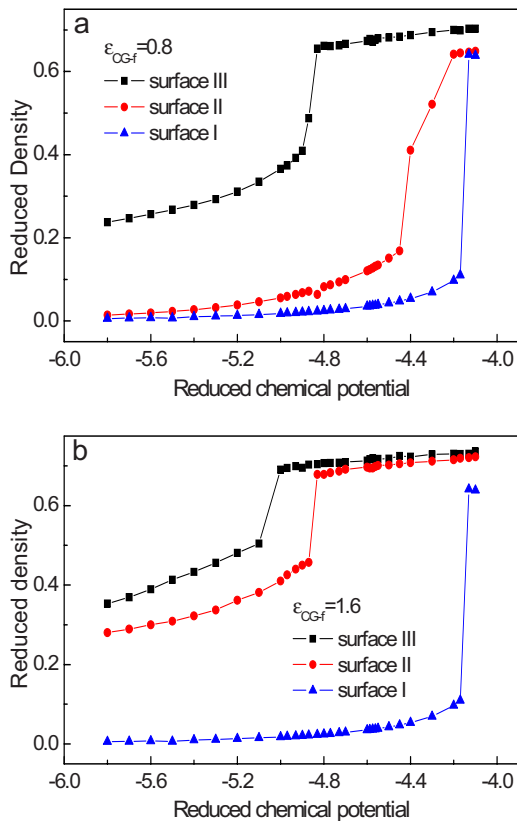 a
ε CG-f=0.8
surface III
surface II
surface I
Reduced Density
0.6
0.4
0.2
0.0
-6.0 -5.6 -5.2 -4.8 -4.4 -4.0
Reduced chemical potential
b
Reduced density
0.6
0.4
0.2
0.0
ε CG-f=1.6
surface III
surface II
surface I
-6.0 -5.6 -5.2 -4.8 -4.4 -4.0
Reduced chemical potential